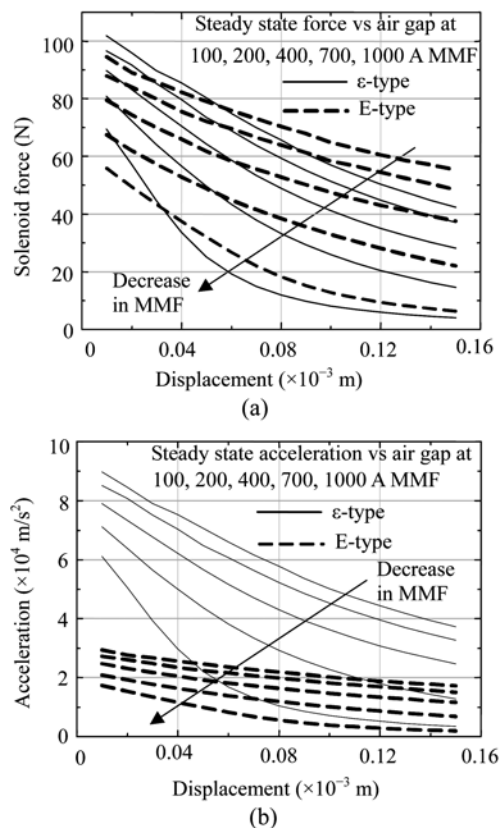 Steady state force vs air gap at
100, 200, 400, 700, 1000 A MMF
ε-type
E-type
Decrease
in MMF
Solenoid force (N)
100
80
60
40
20
0
0 0.04 0.08 0.12 0.16
Displacement (×10⁻³ m)
(a)
Steady state acceleration vs air gap at
100, 200, 400, 700, 1000 A MMF
ε-type
E-type
Decrease
in MMF
Acceleration (×10⁴ m/s²)
10
8
6
4
2
0
0 0.04 0.08 0.12 0.16
Displacement (×10⁻³ m)
(b)